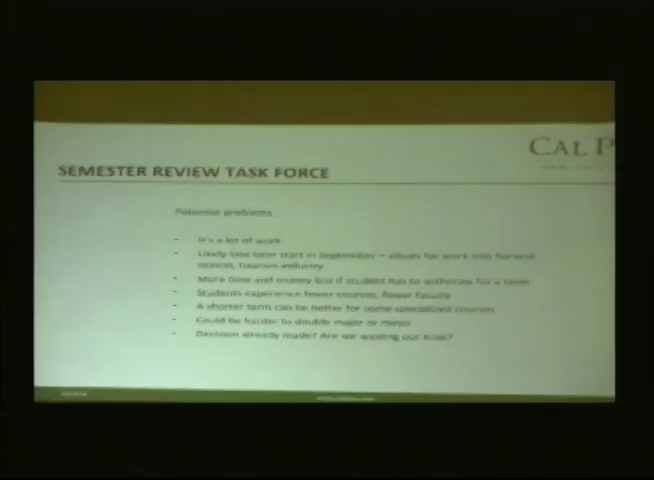 CAL P
SEMESTER REVIEW TASK FORCE
Potential problems
- It's a lot of work
- Likely lose later start in September – allows for work into harvest
season, tourism industry
- More time and money lost if student has to withdraw for a term
- Students experience fewer courses, fewer faculty
- A shorter term can be better for some specialized courses
- Could be harder to double major or minor
- Decision already made? Are we wasting our time?